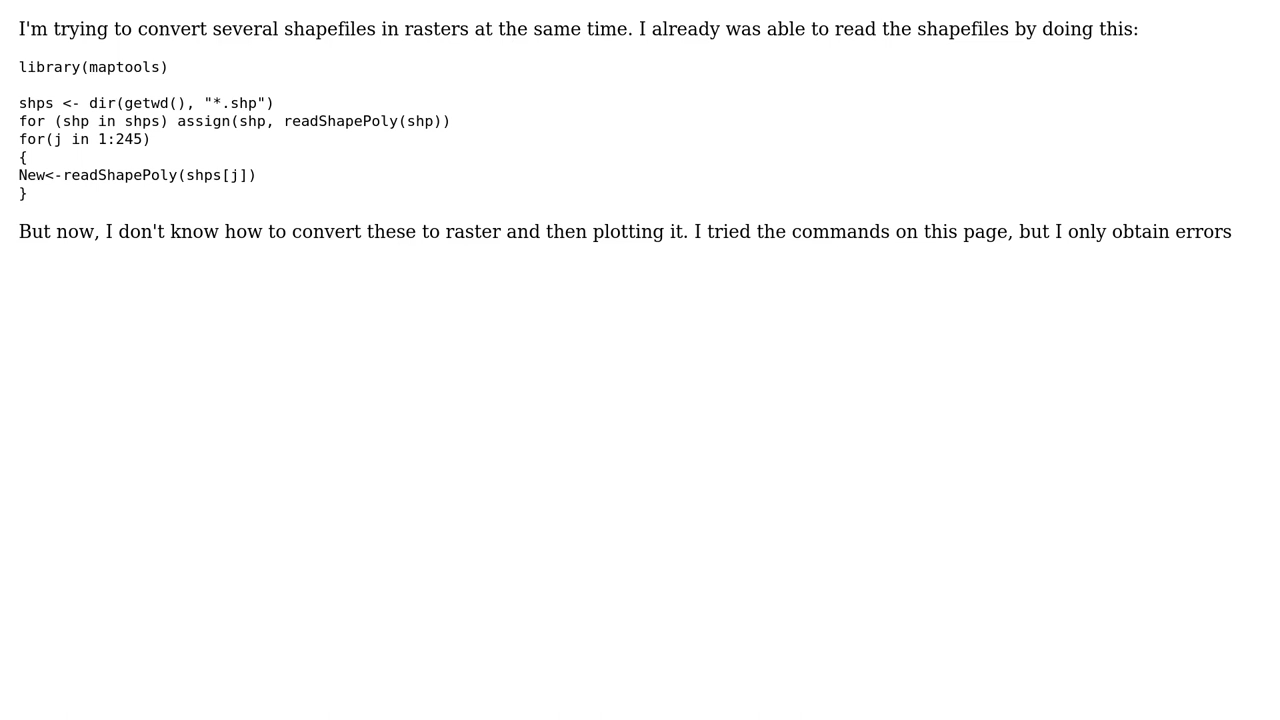 I'm trying to convert several shapefiles in rasters at the same time. I already was able to read the shapefiles by doing this:
library(maptools)
shps <- dir(getwd(), "*.shp")
for (shp in shps) assign(shp, readShapePoly(shp))
for(j in 1:245)
{
New<-readShapePoly(shps[j])
}
But now, I don't know how to convert these to raster and then plotting it. I tried the commands on this page, but I only obtain errors